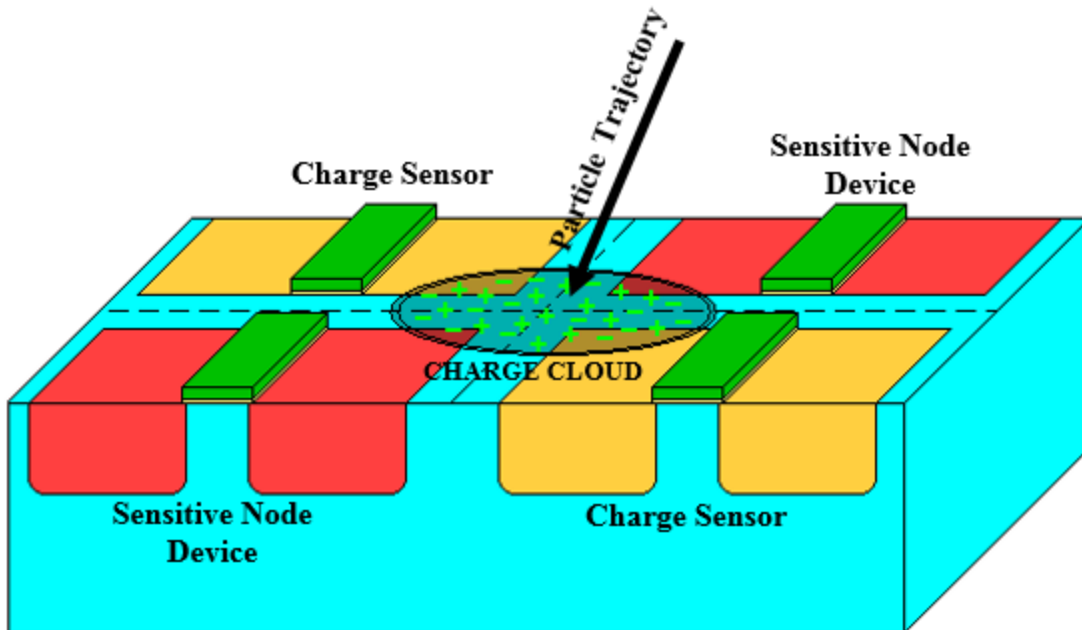 Particle Trajectory
Sensitive Node
Device
Charge Sensor
CHARGE CLOUD
Sensitive Node
Device
Charge Sensor